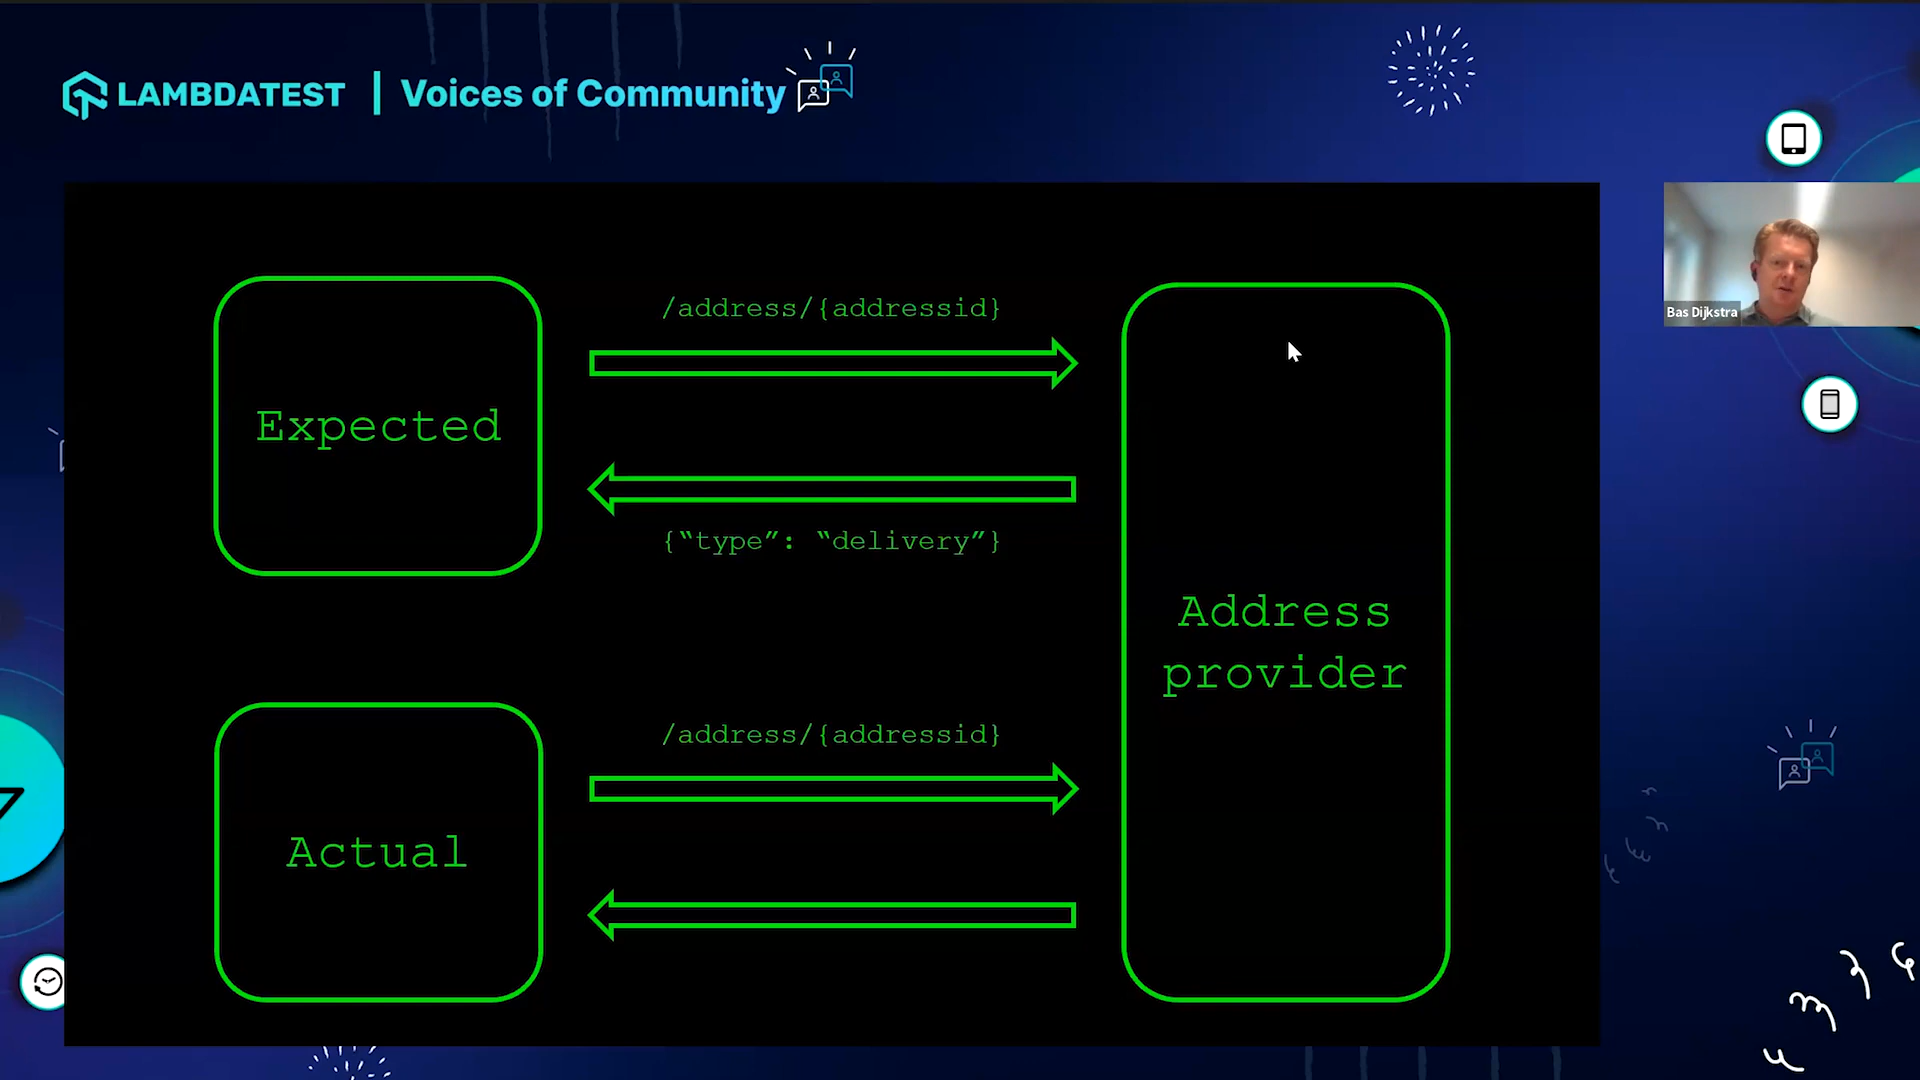 LAMBDATEST | Voices of Community
Bas Dijkstra
/address/{addressid}
Expected
{“type”: “delivery”}
Address
provider
/address/{addressid}
Actual